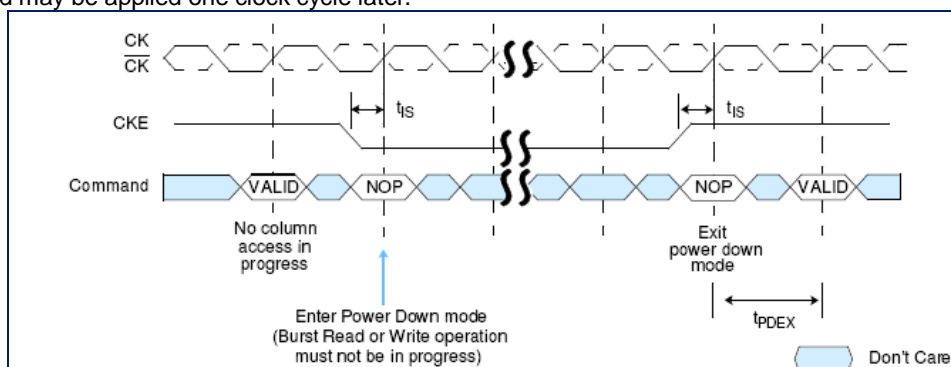 d may be applied one clock cycle later.
CK
CK
tIS
tIS
CKE
Command
VALID
NOP
NOP
VALID
No column
access in
progress
Exit
power down
mode
Enter Power Down mode
(Burst Read or Write operation
must not be in progress)
tPDEX
Don't Care